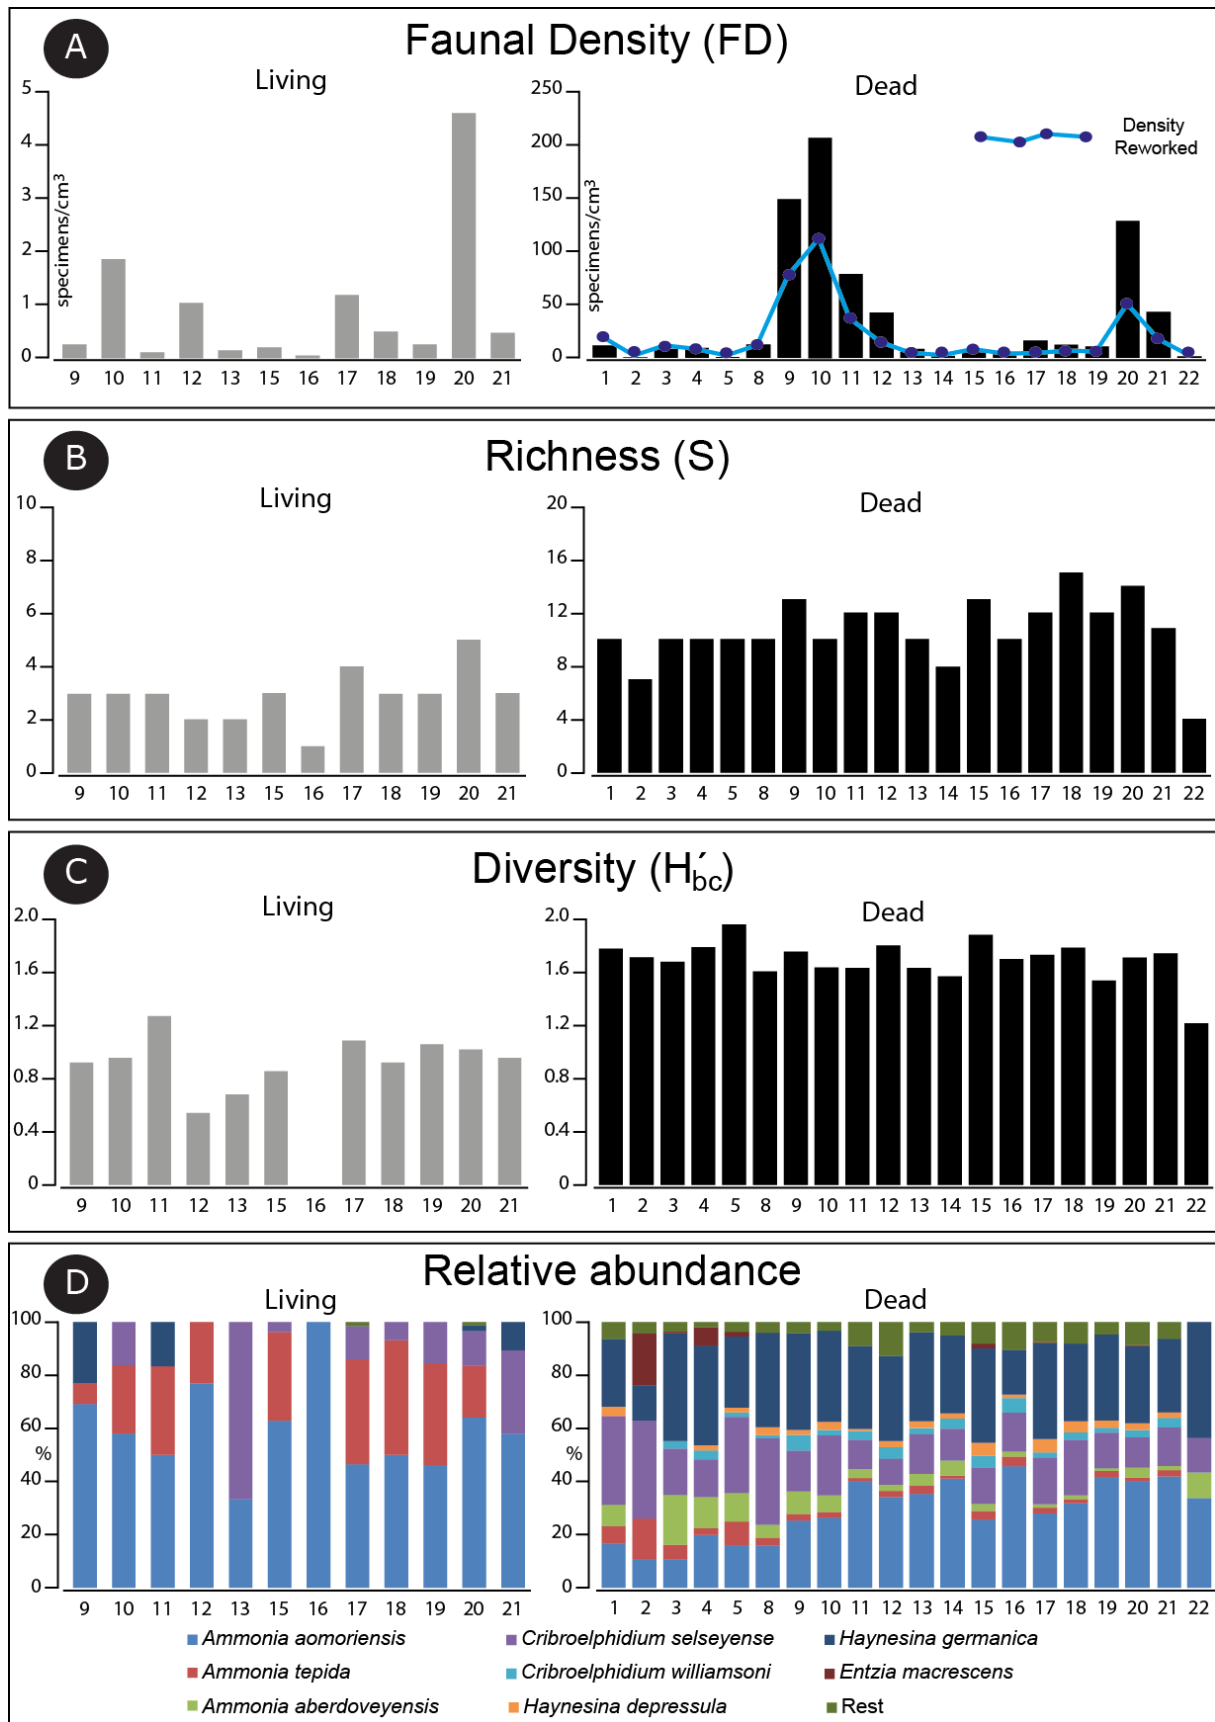 A
Faunal Density (FD)
Living
Dead
5
4
3
2
1
0
specimens/cm³
9 10 11 12 13 15 16 17 18 19 20 21
250
200
150
100
50
0
specimens/cm³
Density
Reworked
1 2 3 4 5 8 9 10 11 12 13 14 15 16 17 18 19 20 21 22
B
Richness (S)
Living
Dead
10
8
6
4
2
0
9 10 11 12 13 15 16 17 18 19 20 21
20
16
12
8
4
0
1 2 3 4 5 8 9 10 11 12 13 14 15 16 17 18 19 20 21 22
C
Diversity (H′bc)
Living
Dead
2.0
1.6
1.2
0.8
0.4
0
9 10 11 12 13 15 16 17 18 19 20 21
2.0
1.6
1.2
0.8
0.4
0
1 2 3 4 5 8 9 10 11 12 13 14 15 16 17 18 19 20 21 22
D
Relative abundance
Living
Dead
100
80
60
%
40
20
0
9 10 11 12 13 15 16 17 18 19 20 21
100
80
60
%
40
20
0
1 2 3 4 5 8 9 10 11 12 13 14 15 16 17 18 19 20 21 22
Ammonia aomoriensis
Cribroelphidium selseyense
Haynesina germanica
Ammonia tepida
Cribroelphidium williamsoni
Entzia macrescens
Ammonia aberdoveyensis
Haynesina depressula
Rest